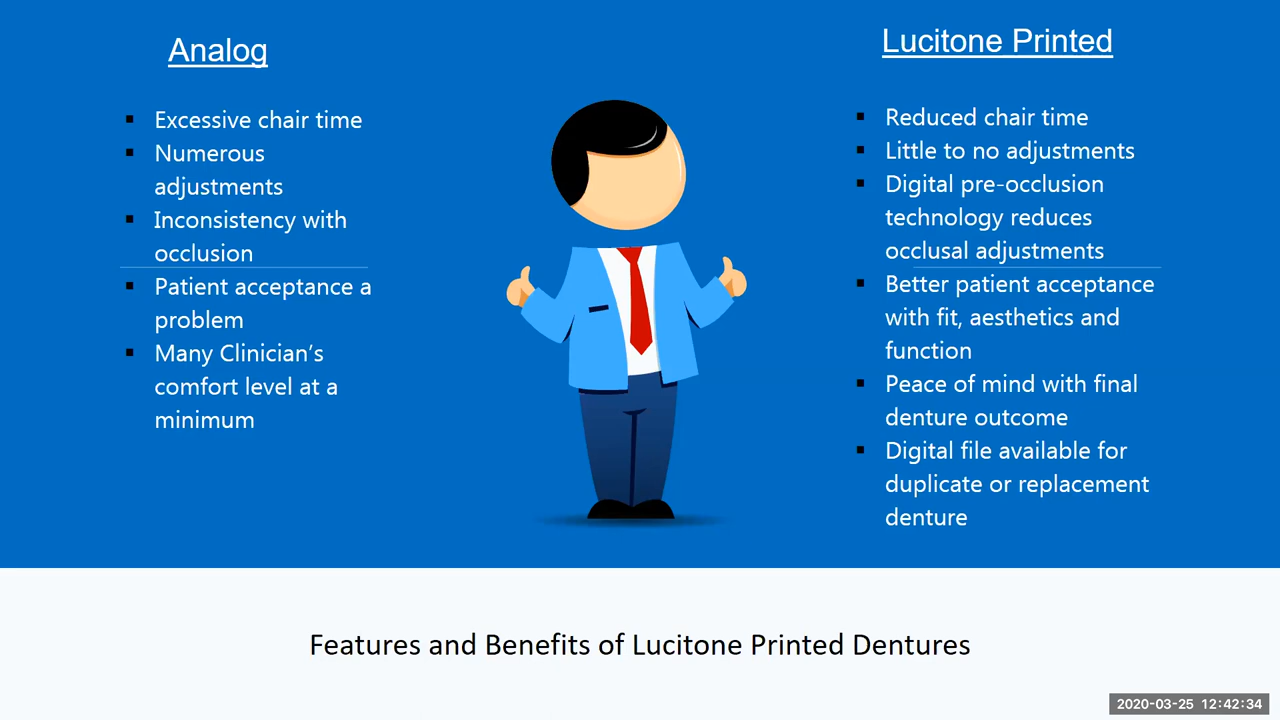 Analog
Excessive chair time
Numerous
adjustments
Inconsistency with
occlusion
Patient acceptance a
problem
Many Clinician’s
comfort level at a
minimum
Lucitone Printed
Reduced chair time
Little to no adjustments
Digital pre-occlusion
technology reduces
occlusal adjustments
Better patient acceptance
with fit, aesthetics and
function
Peace of mind with final
denture outcome
Digital file available for
duplicate or replacement
denture
Features and Benefits of Lucitone Printed Dentures
2020-03-25 12:42:34